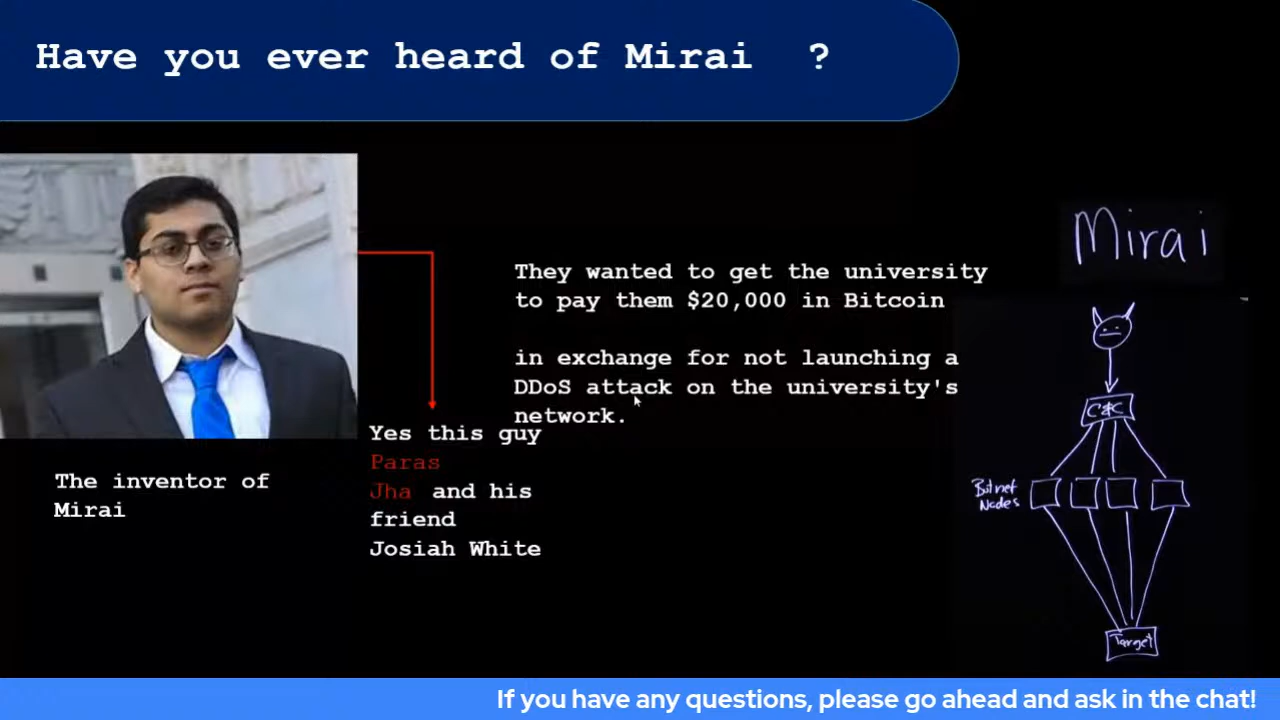 Have you ever heard of Mirai ?
They wanted to get the university
to pay them $20,000 in Bitcoin
in exchange for not launching a
DDoS attack on the university's
network.
Yes this guy
Paras
Jha and his
friend
Josiah White
The inventor of
Mirai
Mirai
C&C
Bitnet
Nodes
Target
If you have any questions, please go ahead and ask in the chat!